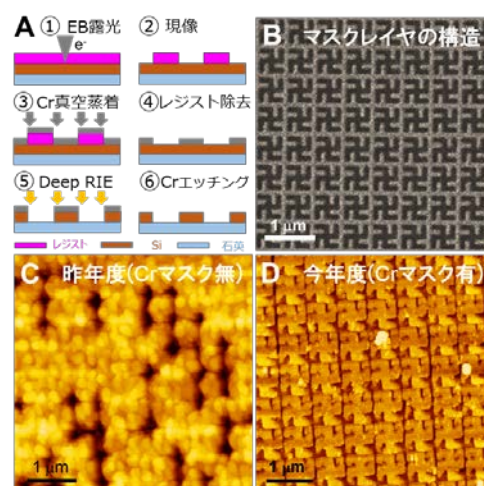 A
① EB露光
e-
② 現像
③ Cr真空蒸着
④ レジスト除去
⑤ Deep RIE
⑥ Crエッチング
レジスト
Si
石英
B マスクレイヤの構造
1 μm
C 昨年度(Crマスク無)
1 μm
D 今年度(Crマスク有)
1 μm